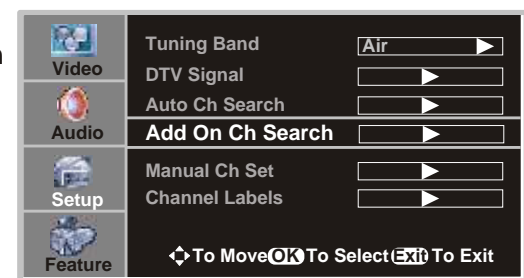 n
Video
Audio
Setup
Feature
Tuning Band Air
DTV Signal
Auto Ch Search
Add On Ch Search
Manual Ch Set
Channel Labels
To Move OK To Select Exit To Exit